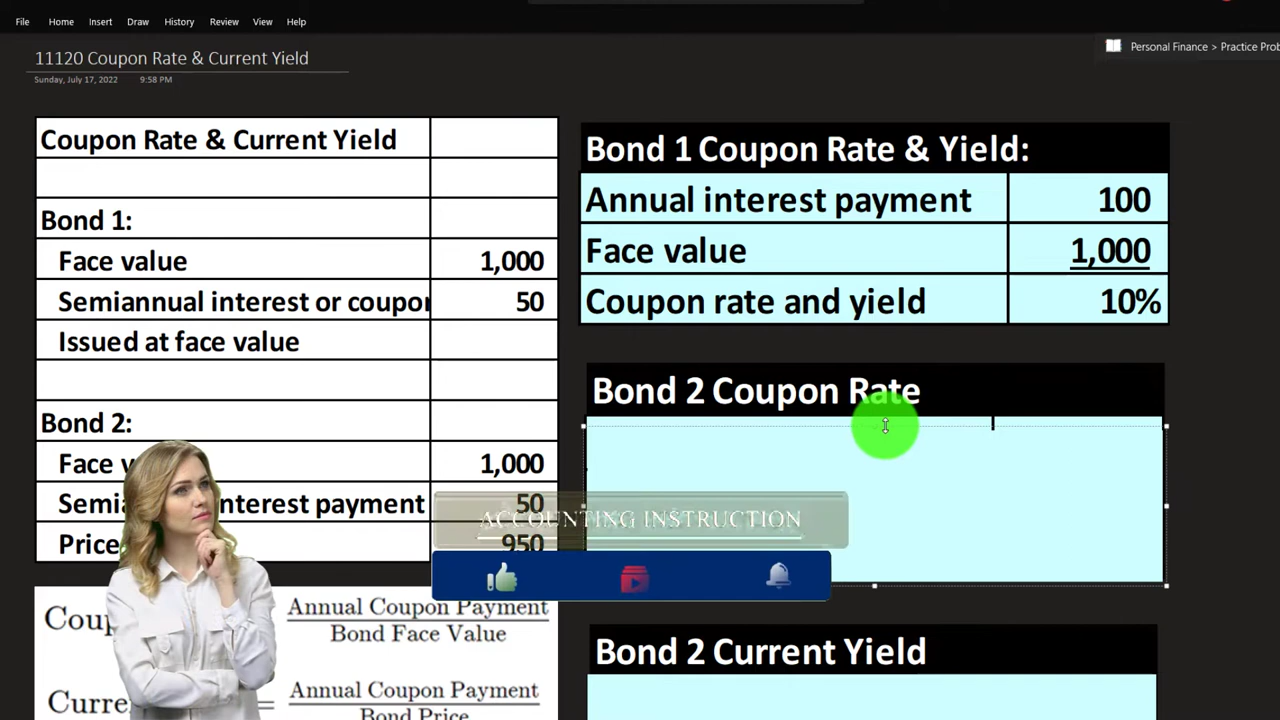 File Home Insert Draw History Review View Help
11120 Coupon Rate & Current Yield
Sunday, July 17, 2022 9:58 PM
Personal Finance > Practice Prob
Coupon Rate & Current Yield
Bond 1:
Face value 1,000
Semiannual interest or coupon 50
Issued at face value
Bond 2:
Face v 1,000
Semia nterest payment 50
Price 950
Coup
Annual Coupon Payment
Bond Face Value
Curre =
Annual Coupon Payment
Bond Price
Bond 1 Coupon Rate & Yield:
Annual interest payment 100
Face value 1,000
Coupon rate and yield 10%
Bond 2 Coupon Rate
ACCOUNTING INSTRUCTION
Bond 2 Current Yield